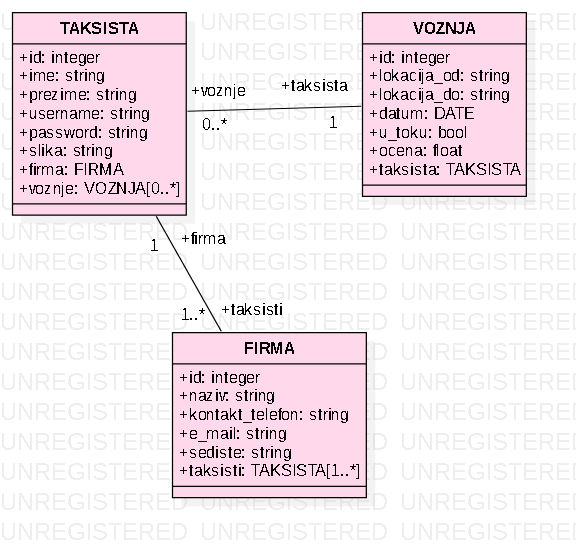 TAKSISTA
+id: integer
+ime: string
+prezime: string
+username: string
+password: string
+slika: string
+firma: FIRMA
+voznje: VOZNJA[0..*]
+voznje
+taksista
0..*
1
VOZNJA
+id: integer
+lokacija_od: string
+lokacija_do: string
+datum: DATE
+u_toku: bool
+ocena: float
+taksista: TAKSISTA
+firma
1
+taksisti
1..*
FIRMA
+id: integer
+naziv: string
+kontakt_telefon: string
+e_mail: string
+sediste: string
+taksisti: TAKSISTA[1..*]
UNREGISTERED